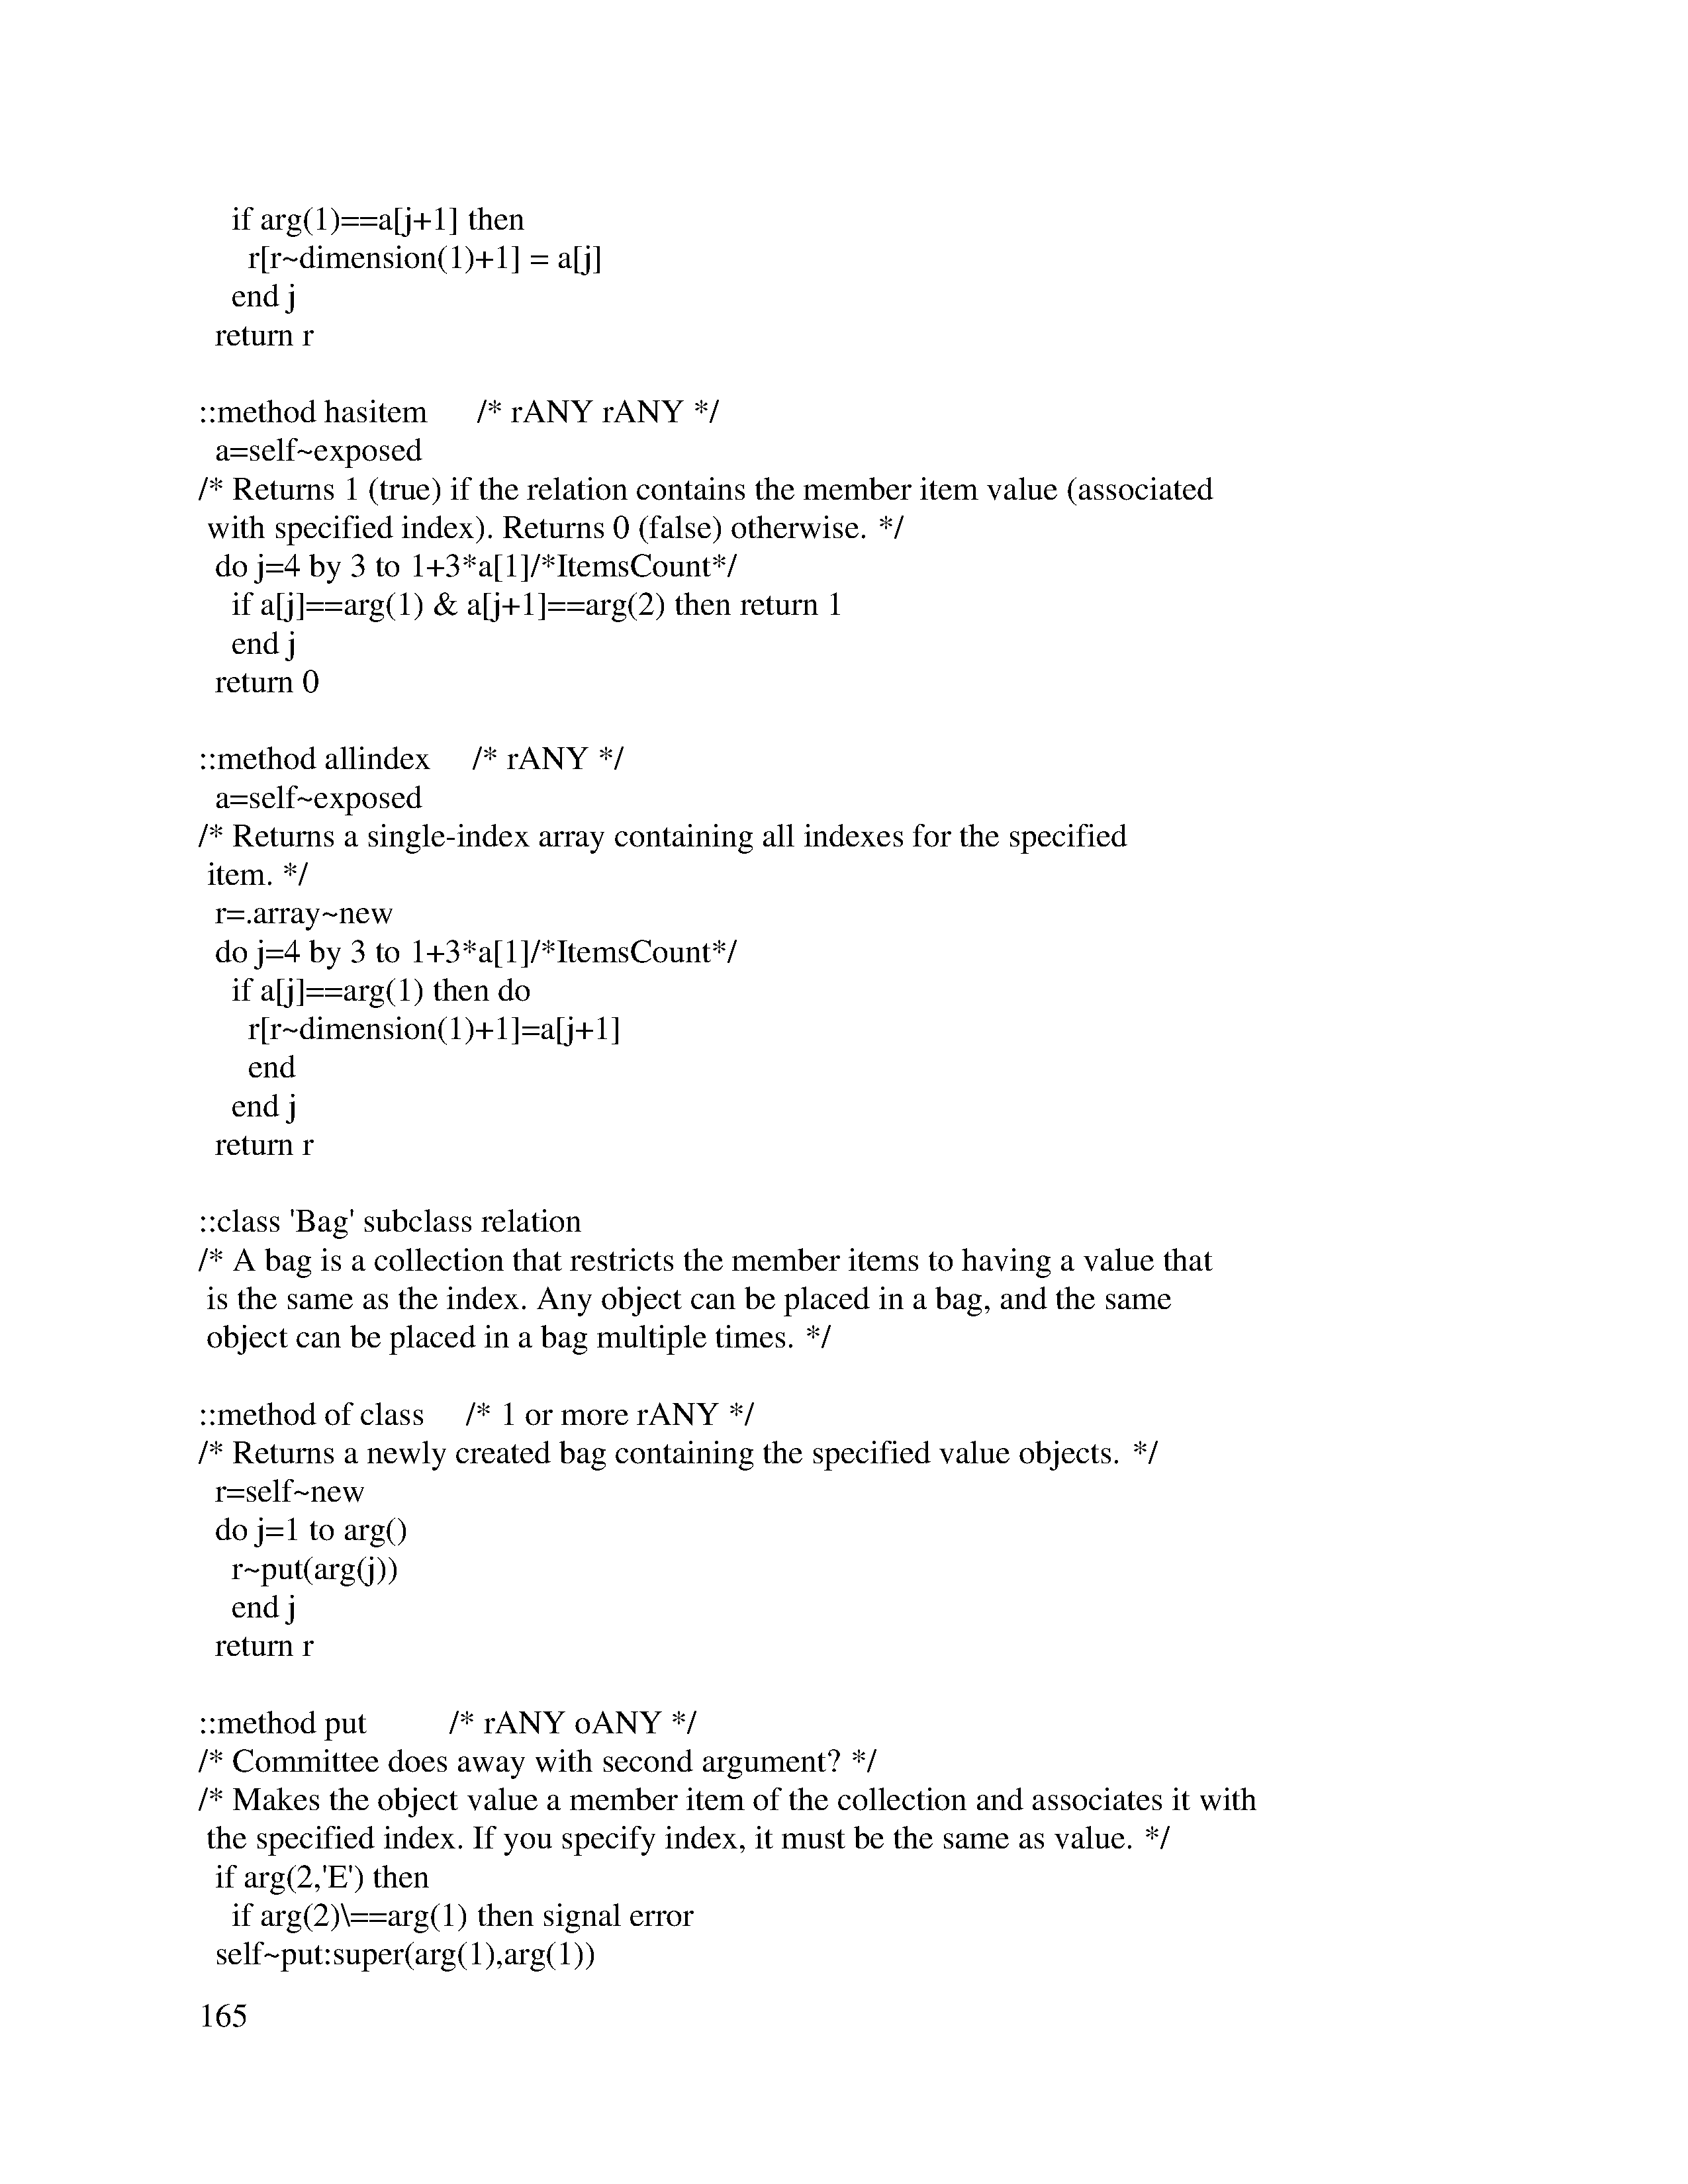 if arg(1)==a[j+1] then
r[r~dimension(1)+1] = a[j]
end j
return r
::method hasitem /* rANY rANY */
a=self~exposed
/* Returns 1 (true) if the relation contains the member item value (associated
with specified index). Returns 0 (false) otherwise. */
do j=4 by 3 to 1+3*a[1]/*ItemsCount*/
if a[j]==arg(1) & a[j+1]==arg(2) then return 1
end j
return 0
::method allindex /* rANY */
a=self~exposed
/* Returns a single-index array containing all indexes for the specified
item. */
r=.array~new
do j=4 by 3 to 1+3*a[1]/*ItemsCount*/
if a[j]==arg(1) then do
r[r~dimension(1)+1]=a[j+1]
end
end j
return r
::class 'Bag' subclass relation
/* A bag is a collection that restricts the member items to having a value that
is the same as the index. Any object can be placed in a bag, and the same
object can be placed in a bag multiple times. */
::method of class /* 1 or more rANY */
/* Returns a newly created bag containing the specified value objects. */
r=self~new
do j=1 to arg()
r~put(arg(j))
end j
return r
::method put /* rANY oANY */
/* Committee does away with second argument? */
/* Makes the object value a member item of the collection and associates it with
the specified index. If you specify index, it must be the same as value. */
if arg(2,'E') then
if arg(2)\==arg(1) then signal error
self~put:super(arg(1),arg(1))
165